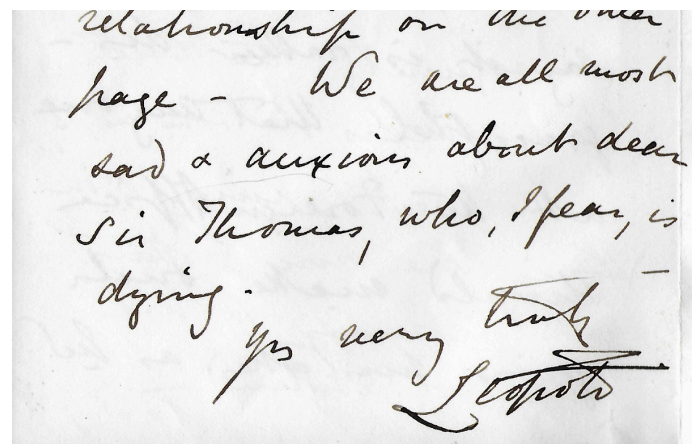 relationship on the other
page - We are all most
sad & anxious about dear
Sir Thomas, who, I fear, is
dying. -
Yrs very truly
Leopold